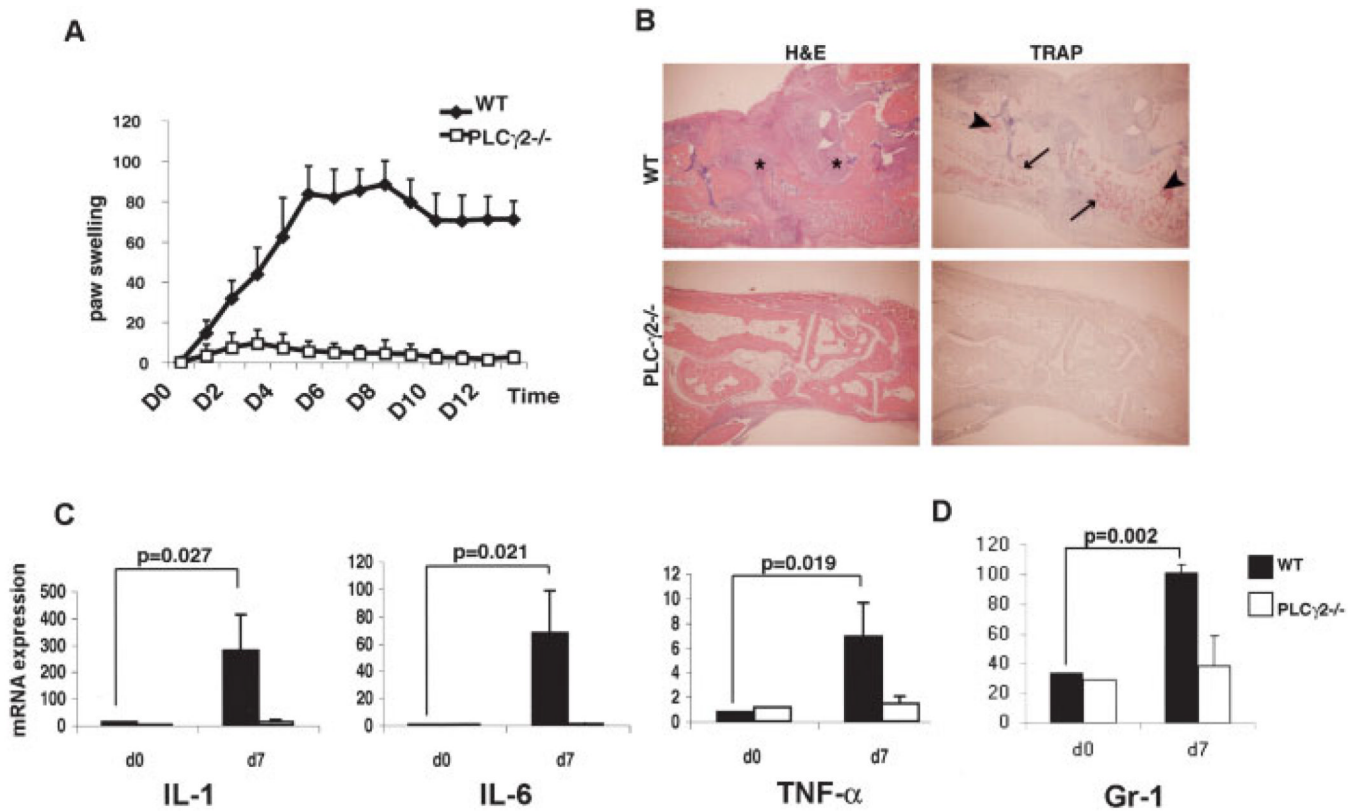 A
WT
PLCγ2-/-
paw swelling
120
100
80
60
40
20
0
D0 D2 D4 D6 D8 D10 D12 Time
B
H&E TRAP
WT
* *
PLC-γ2-/-
C
mRNA expression
p=0.027
500
400
300
200
100
0
d0 d7
IL-1
p=0.021
120
100
80
60
40
20
0
d0 d7
IL-6
p=0.019
12
10
8
6
4
2
0
d0 d7
TNF-α
D
p=0.002
120
100
80
60
40
20
0
d0 d7
Gr-1
WT
PLCγ2-/-